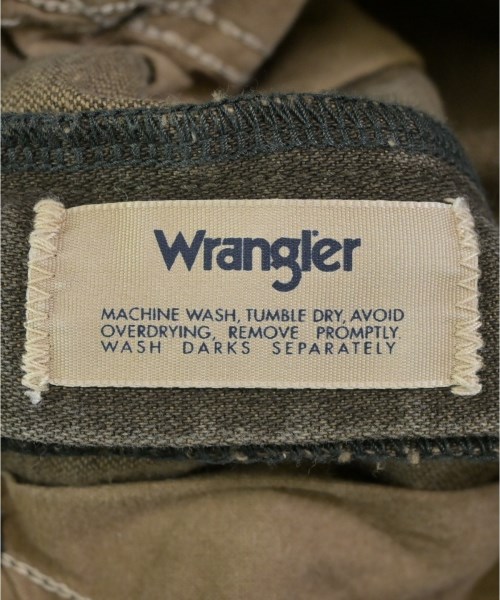 Wrangler
MACHINE WASH, TUMBLE DRY, AVOID
OVERDRYING, REMOVE PROMPTLY.
WASH DARKS SEPARATELY